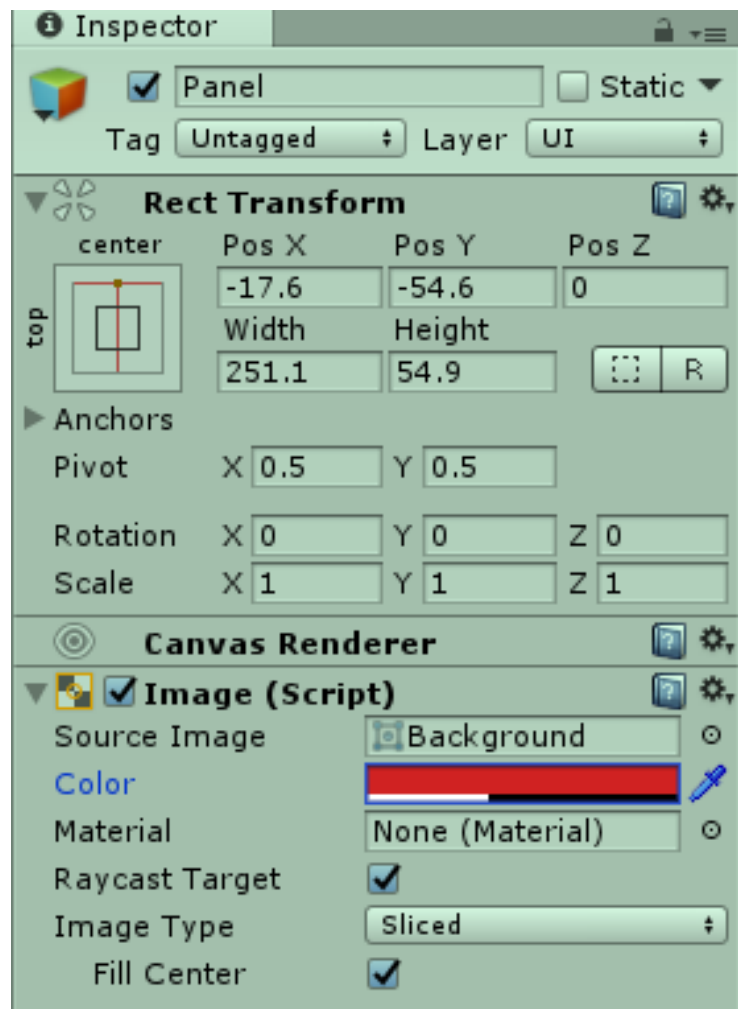 Inspector
Panel Static
Tag Untagged Layer UI
Rect Transform
center Pos X Pos Y Pos Z
top -17.6 -54.6 0
Width Height
251.1 54.9 R
Anchors
Pivot X 0.5 Y 0.5
Rotation X 0 Y 0 Z 0
Scale X 1 Y 1 Z 1
Canvas Renderer
Image (Script)
Source Image Background
Color
Material None (Material)
Raycast Target
Image Type Sliced
Fill Center